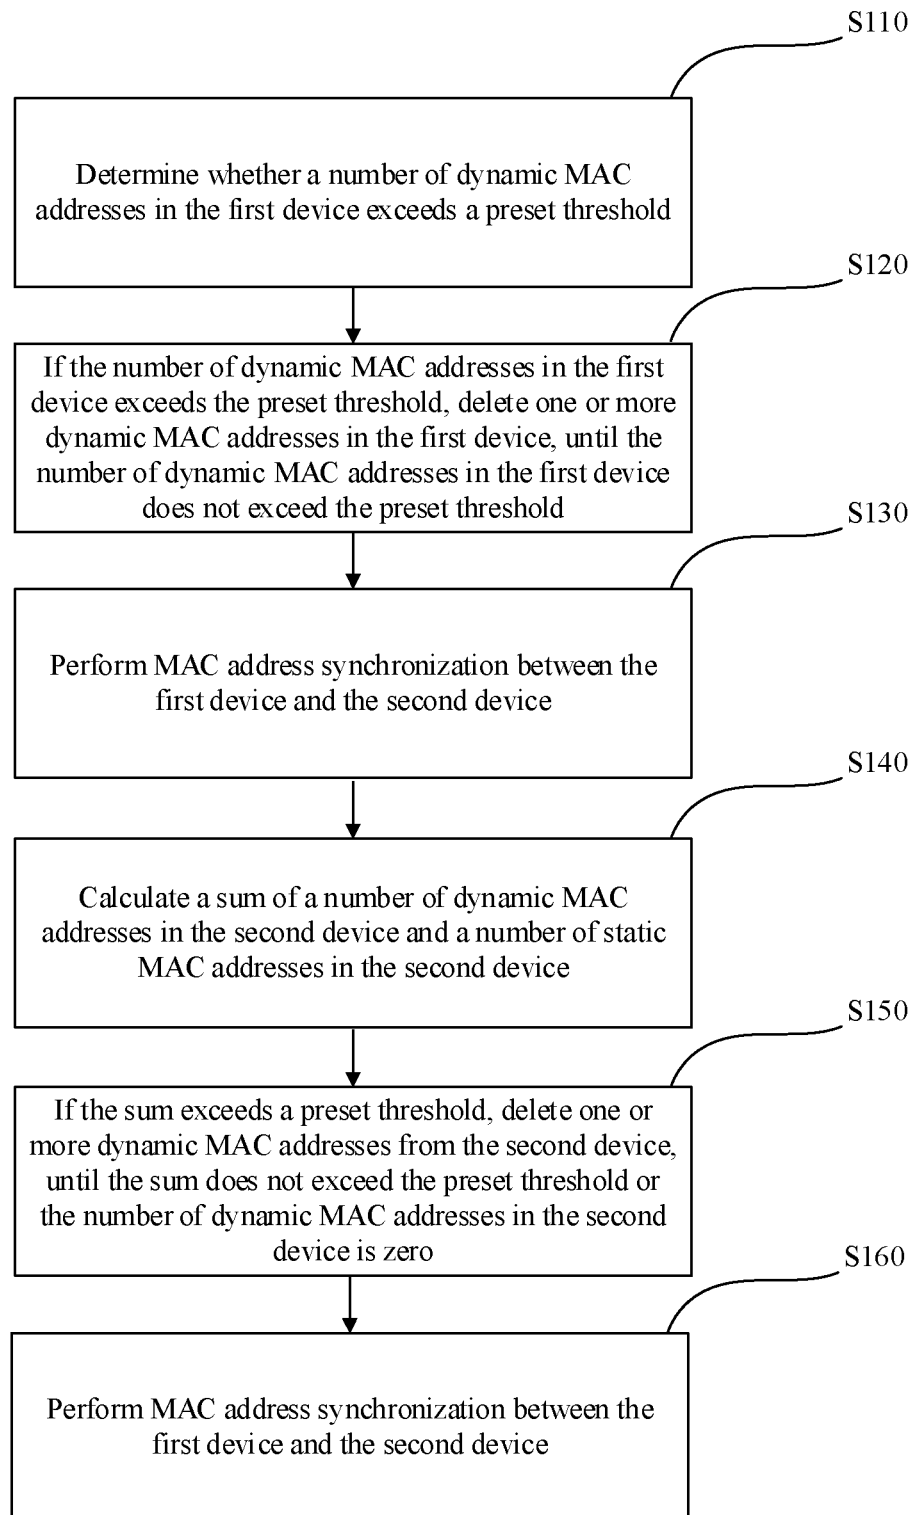 S110
Determine whether a number of dynamic MAC
addresses in the first device exceeds a preset threshold
S120
If the number of dynamic MAC addresses in the first
device exceeds the preset threshold, delete one or more
dynamic MAC addresses in the first device, until the
number of dynamic MAC addresses in the first device
does not exceed the preset threshold
S130
Perform MAC address synchronization between the
first device and the second device
S140
Calculate a sum of a number of dynamic MAC
addresses in the second device and a number of static
MAC addresses in the second device
S150
If the sum exceeds a preset threshold, delete one or
more dynamic MAC addresses from the second device,
until the sum does not exceed the preset threshold or
the number of dynamic MAC addresses in the second
device is zero
S160
Perform MAC address synchronization between the
first device and the second device